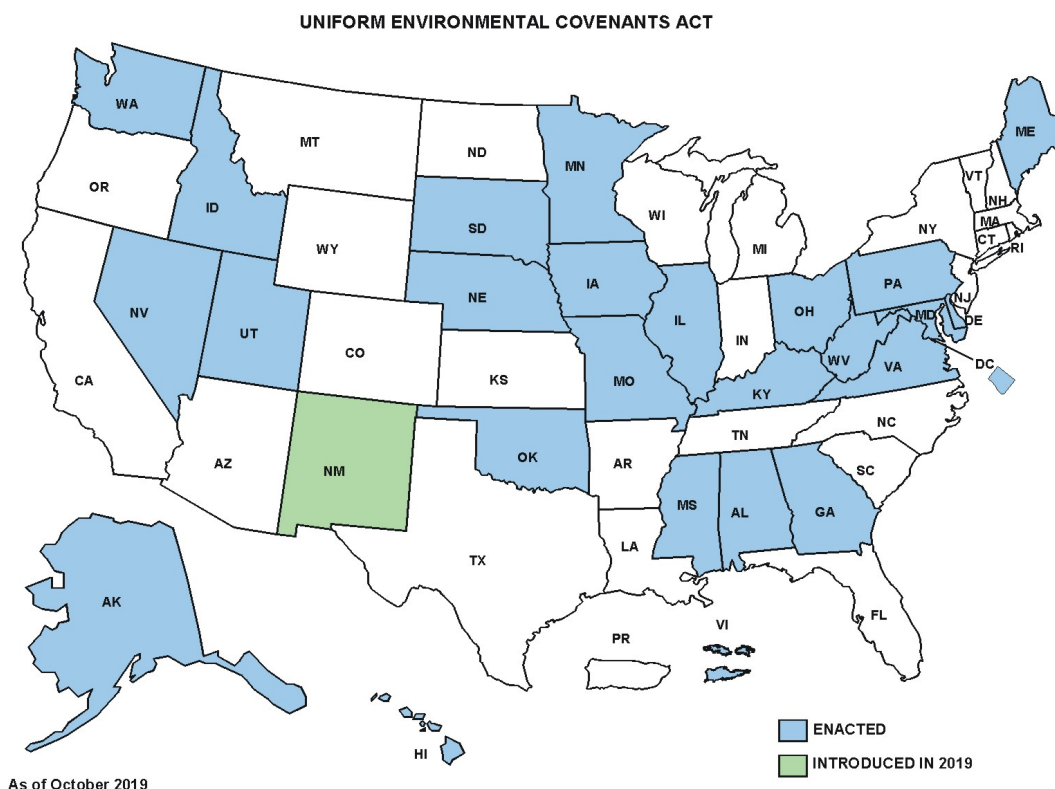 UNIFORM ENVIRONMENTAL COVENANTS ACT
WA
MT
ND
MN
ME
OR
ID
SD
WI
MI
NY
VT
NH
MA
CT
RI
WY
NE
IA
PA
NJ
NV
UT
CO
IL
IN
OH
MD
DE
CA
KS
MO
WV
VA
KY
DC
AZ
NM
OK
AR
TN
NC
SC
MS
AL
GA
TX
LA
FL
AK
PR
VI
HI
ENACTED
INTRODUCED IN 2019
As of October 2019